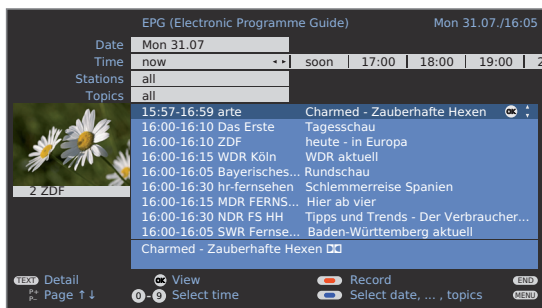 EPG (Electronic Programme Guide) Mon 31.07./16:05
Date Mon 31.07
Time now soon 17:00 18:00 19:00 2
Stations all
Topics all
15:57-16:59 arte Charmed - Zauberhafte Hexen OK
16:00-16:10 Das Erste Tagesschau
16:00-16:10 ZDF heute - in Europa
16:00-16:15 WDR Köln WDR aktuell
16:00-16:05 Bayerisches... Rundschau
16:00-16:30 hr-fernsehen Schlemmerreise Spanien
16:00-16:15 MDR FERNS... Hier ab vier
16:00-16:30 NDR FS HH Tipps und Trends - Der Verbraucher...
16:00-16:05 SWR Fernse... Baden-Württemberg aktuell
2 ZDF
Charmed - Zauberhafte Hexen
TEXT Detail OK View Record END
P+ P- Page ↑↓ 0-9 Select time Select date, ... , topics MENU